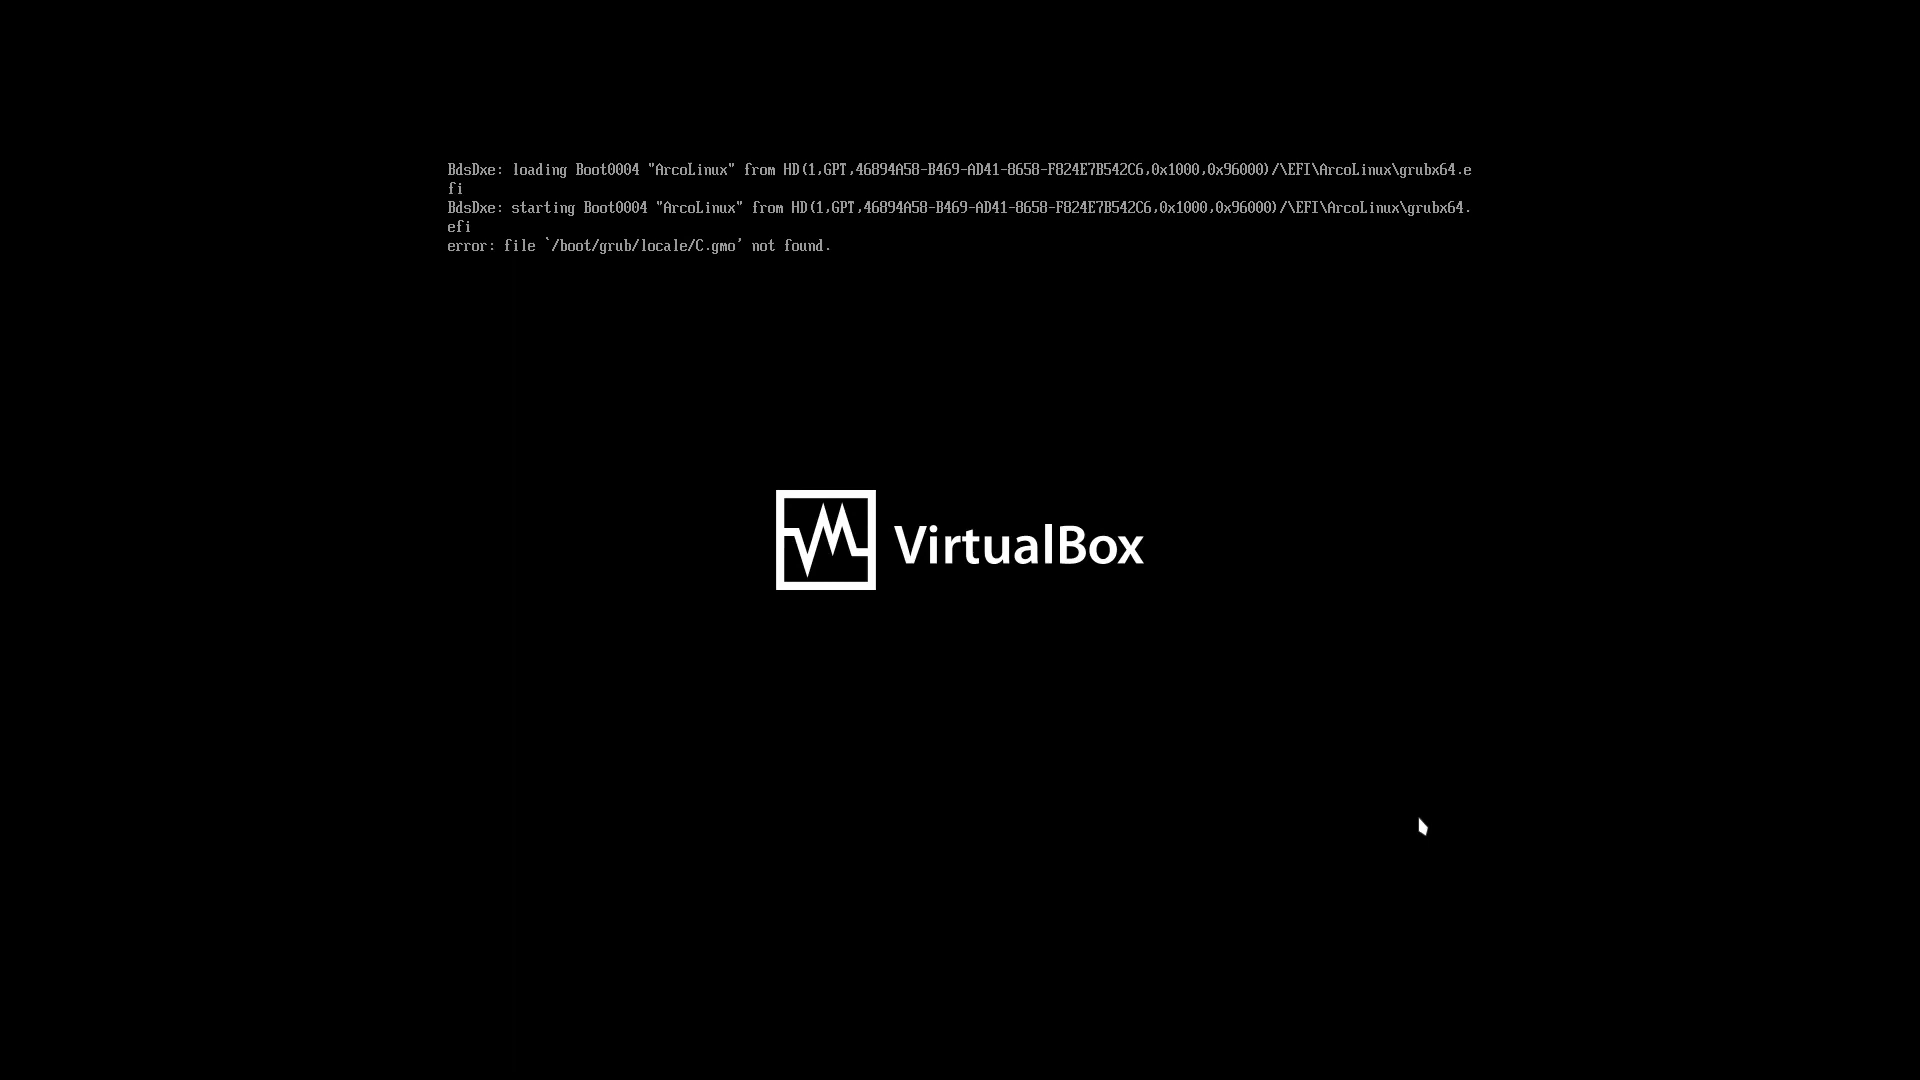 BdsDxe: loading Boot0004 "ArcoLinux" from HD(1,GPT,46894A58-B469-AD41-8658-F824E7B542C6,0x1000,0x96000)/\EFI\ArcoLinux\grubx64.e
fi
BdsDxe: starting Boot0004 "ArcoLinux" from HD(1,GPT,46894A58-B469-AD41-8658-F824E7B542C6,0x1000,0x96000)/\EFI\ArcoLinux\grubx64.
efi
error: file `/boot/grub/locale/C.gmo' not found.
VirtualBox